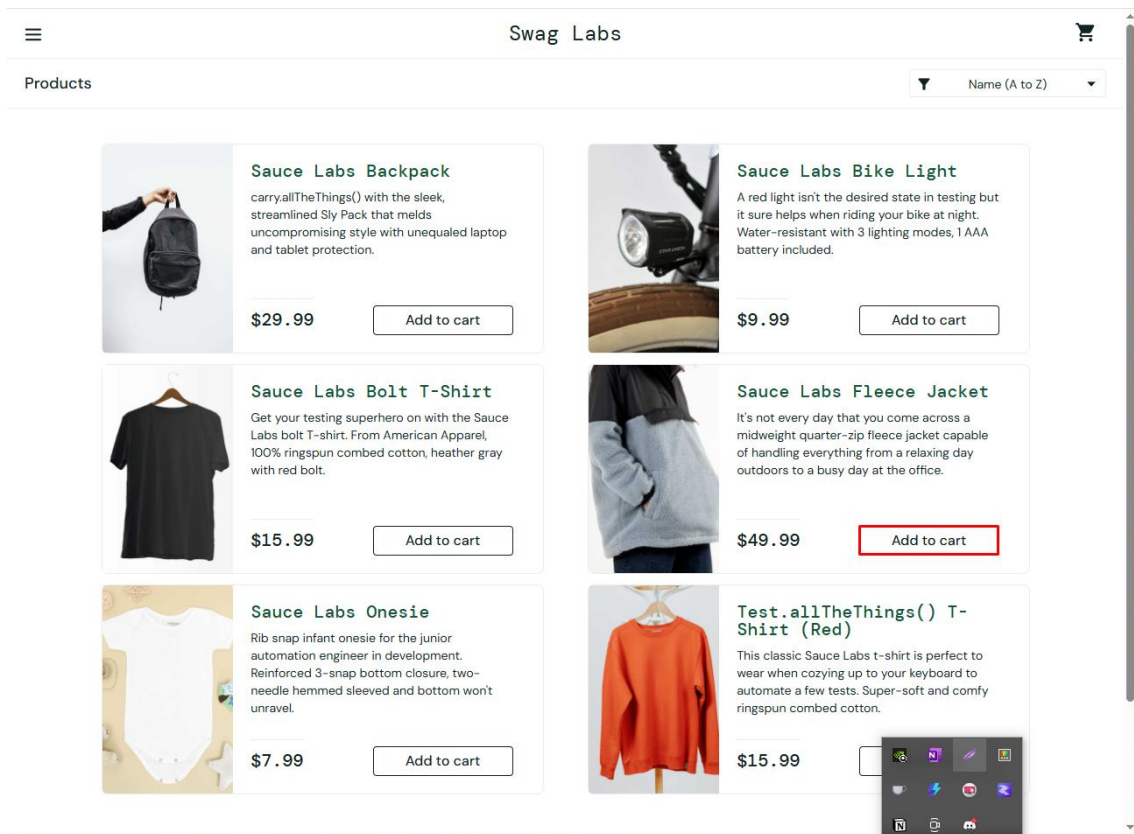 Swag Labs
Products
Name (A to Z)
Sauce Labs Backpack
carry.allTheThings() with the sleek,
streamlined Sly Pack that melds
uncompromising style with unequaled laptop
and tablet protection.
$29.99
Add to cart
Sauce Labs Bike Light
A red light isn't the desired state in testing but
it sure helps when riding your bike at night.
Water-resistant with 3 lighting modes, 1 AAA
battery included.
$9.99
Add to cart
Sauce Labs Bolt T-Shirt
Get your testing superhero on with the Sauce
Labs bolt T-shirt. From American Apparel,
100% ringspun combed cotton, heather gray
with red bolt.
$15.99
Add to cart
Sauce Labs Fleece Jacket
It's not every day that you come across a
midweight quarter-zip fleece jacket capable
of handling everything from a relaxing day
outdoors to a busy day at the office.
$49.99
Add to cart
Sauce Labs Onesie
Rib snap infant onesie for the junior
automation engineer in development.
Reinforced 3-snap bottom closure, two-
needle hemmed sleeved and bottom won't
unravel.
$7.99
Add to cart
Test.allTheThings() T-
Shirt (Red)
This classic Sauce Labs t-shirt is perfect to
wear when cozying up to your keyboard to
automate a few tests. Super-soft and comfy
ringspun combed cotton.
$15.99